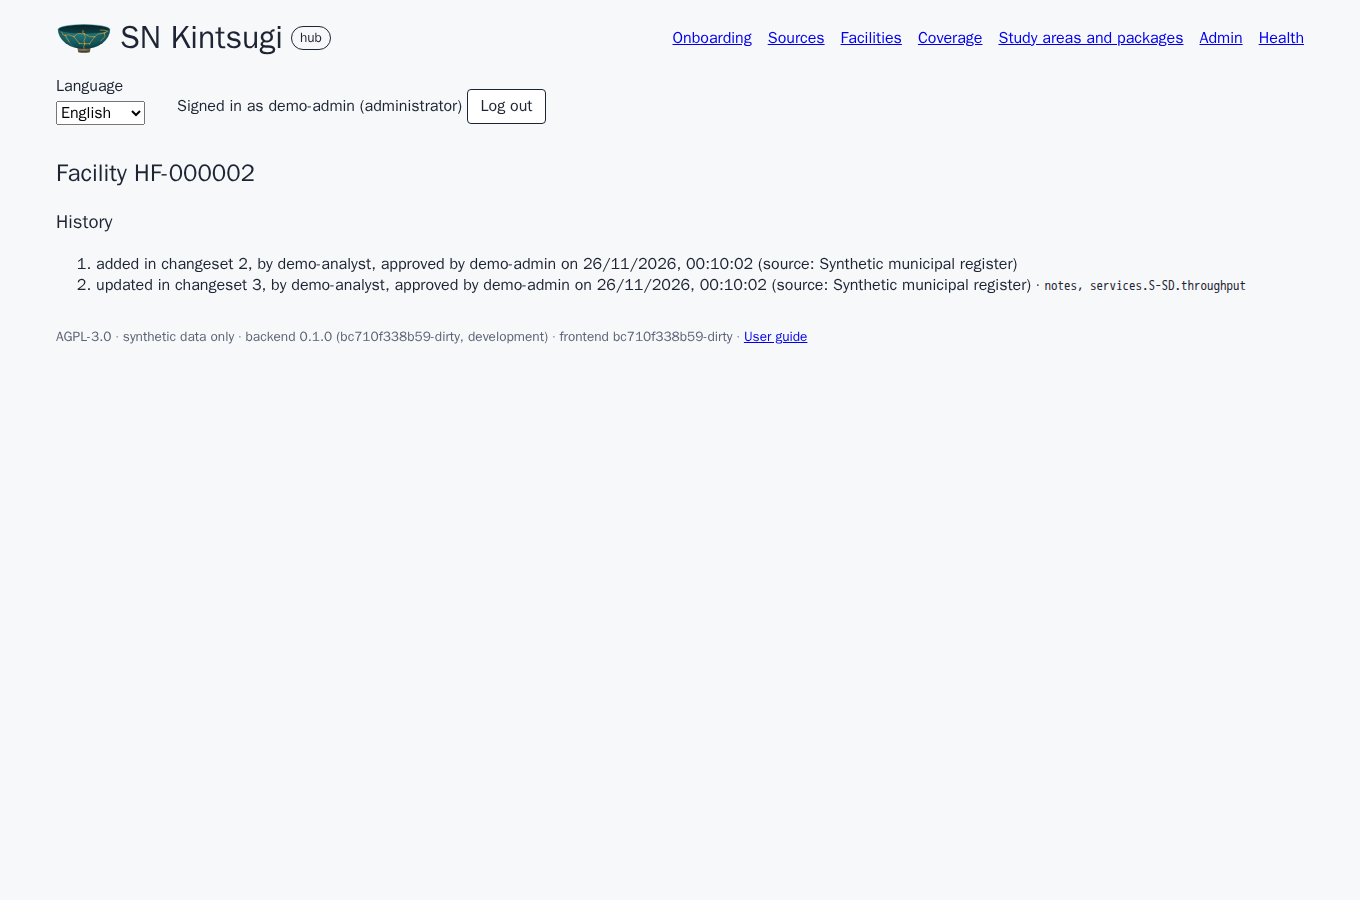 SN Kintsugi hub
Onboarding Sources Facilities Coverage Study areas and packages Admin Health
Language
English
Signed in as demo-admin (administrator) Log out
Facility HF-000002
History
1. added in changeset 2, by demo-analyst, approved by demo-admin on 26/11/2026, 00:10:02 (source: Synthetic municipal register)
2. updated in changeset 3, by demo-analyst, approved by demo-admin on 26/11/2026, 00:10:02 (source: Synthetic municipal register) · notes, services.S-SD.throughput
AGPL-3.0 · synthetic data only · backend 0.1.0 (bc710f338b59-dirty, development) · frontend bc710f338b59-dirty · User guide